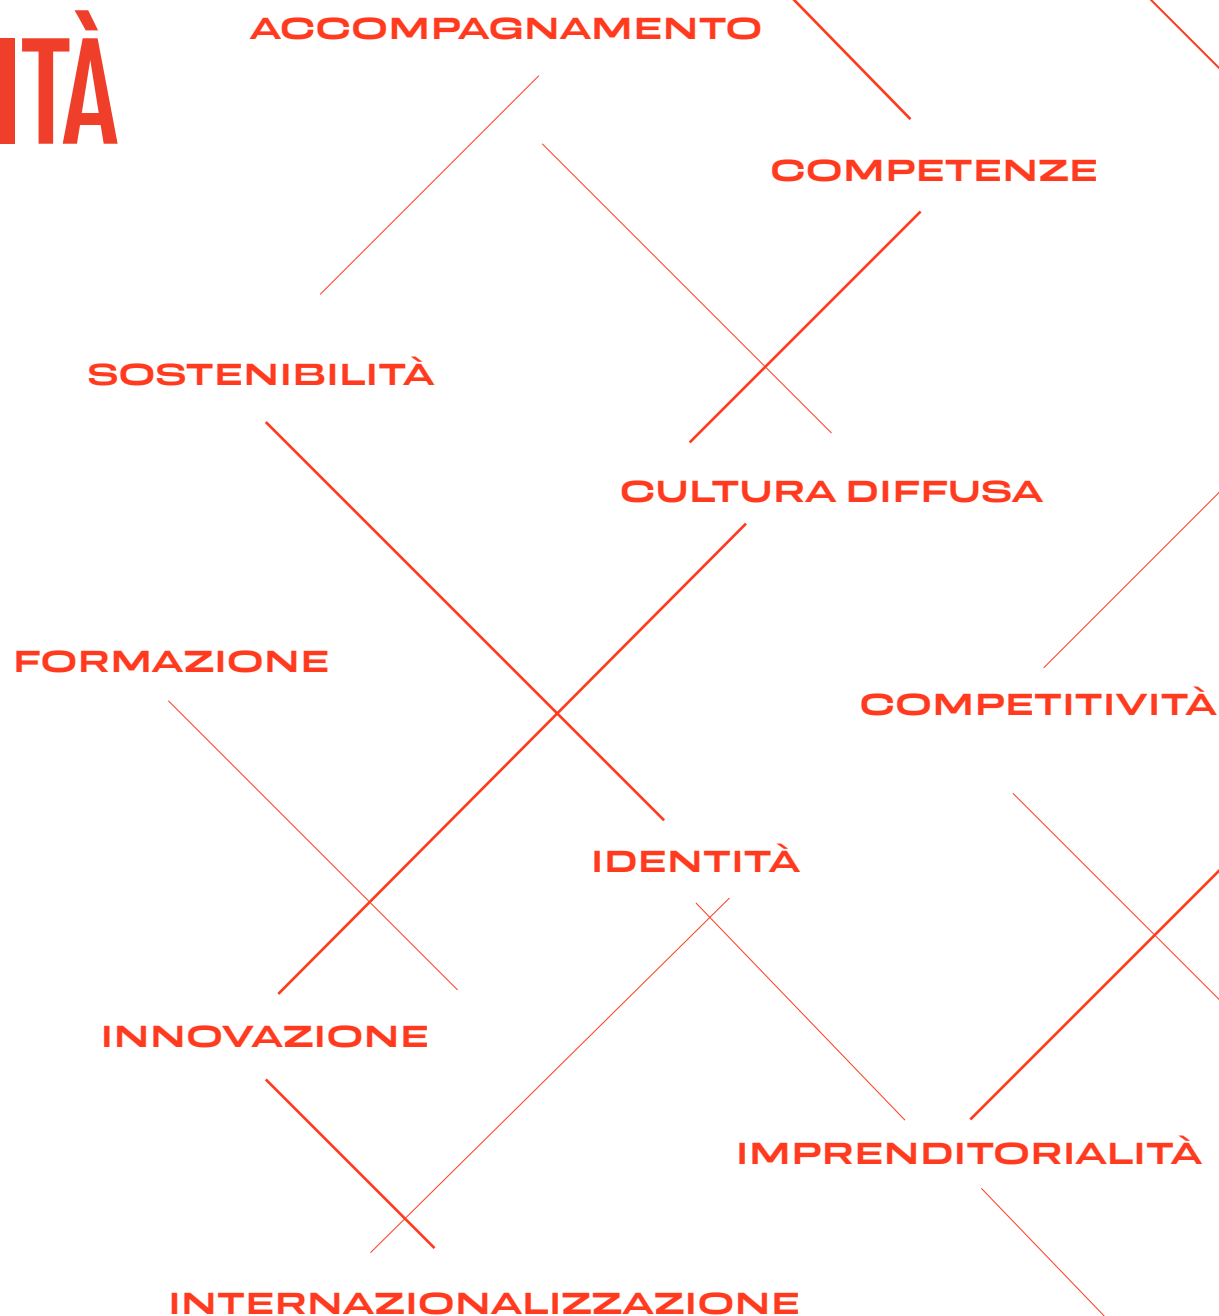 ACCOMPAGNAMENTO
ITÀ
COMPETENZE
SOSTENIBILITÀ
CULTURA DIFFUSA
FORMAZIONE
COMPETITIVITÀ
IDENTITÀ
INNOVAZIONE
IMPRENDITORIALITÀ
INTERNAZIONALIZZAZIONE